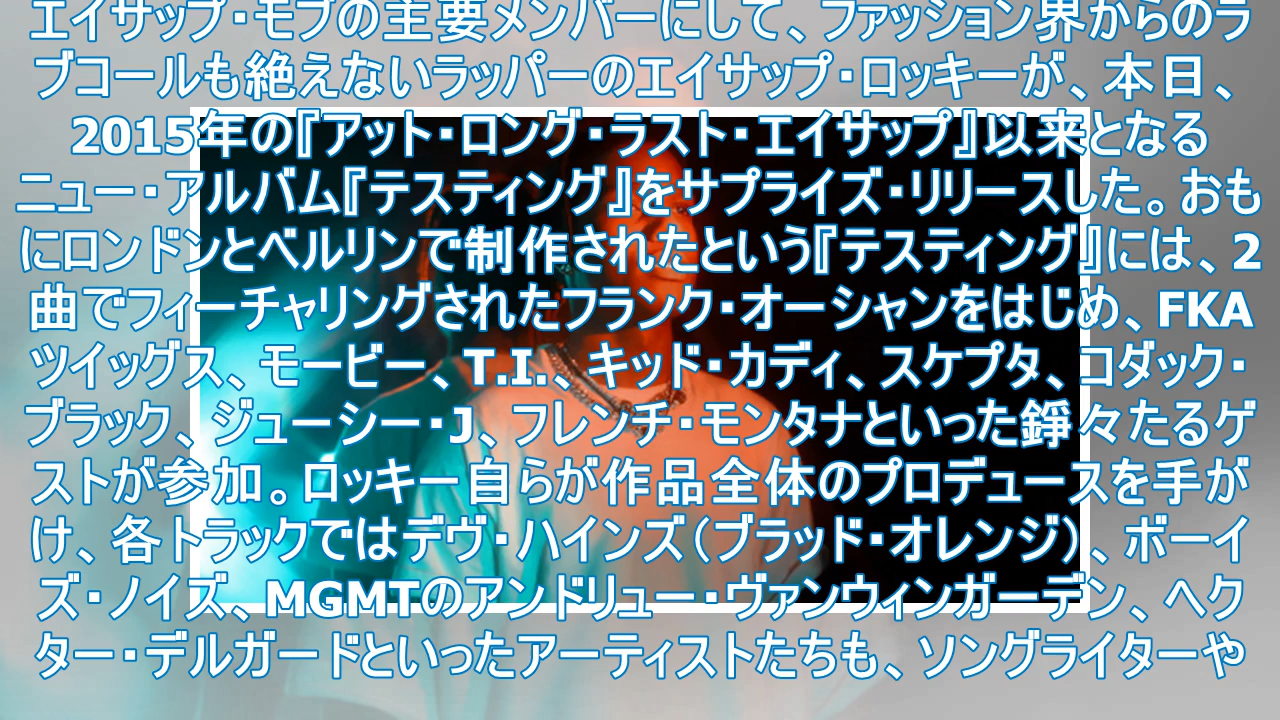 エイサップ・モブの主要メンバーにして、ファッション界からのラ
ブコールも絶えないラッパーのエイサップ・ロッキーが、本日、
2015年の『アット・ロング・ラスト・エイサップ』以来となる
ニュー・アルバム『テスティング』をサプライズ・リリースした。おも
にロンドンとベルリンで制作されたという『テスティング』には、2
曲でフィーチャリングされたフランク・オーシャンをはじめ、FKA
ツイッグス、モービー、T.I.、キッド・カディ、スケプタ、コダック・
ブラック、ジューシー・J、フレンチ・モンタナといった錚々たるゲ
ストが参加。ロッキー自らが作品全体のプロデュースを手が
け、各トラックではデヴ・ハインズ（ブラッド・オレンジ）、ボーイ
ズ・ノイズ、MGMTのアンドリュー・ヴァンウィンガーデン、ヘク
ター・デルガードといったアーティストたちも、ソングライターや